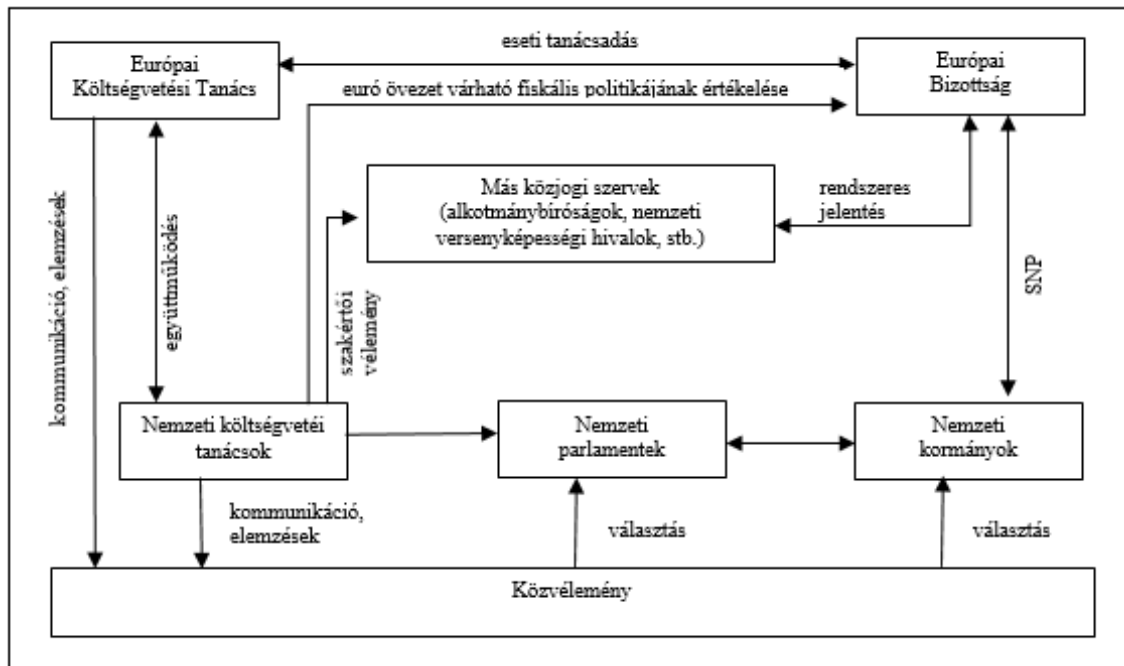 Európai
Költségvetési Tanács
eseti tanácsadás
Európai
Bizottság
euró övezet várható fiskális politikájának értékelése
Más közjogi szervek
(alkotmánybíróságok, nemzeti
versenyképességi hivalok, stb.)
rendszeres
jelentés
kommunikáció, elemzések
együttműködés
szakértői
vélemény
SNP
Nemzeti költségvetéi
tanácsok
Nemzeti
parlamentek
Nemzeti
kormányok
kommunikáció,
elemzések
választás
választás
Közvélemény